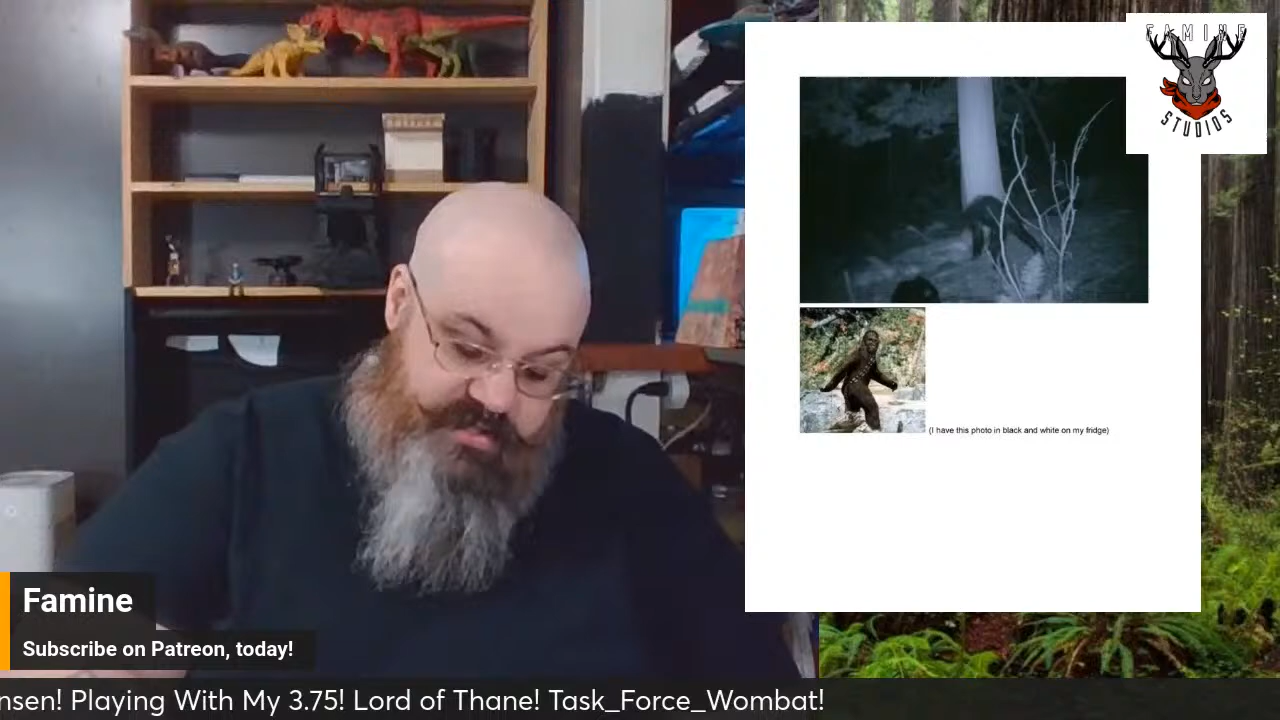 FAMINE
STUDIOS
(I have this photo in black and white on my fridge)
Famine
Subscribe on Patreon, today!
nsen! Playing With My 3.75! Lord of Thane! Task_Force_Wombat!